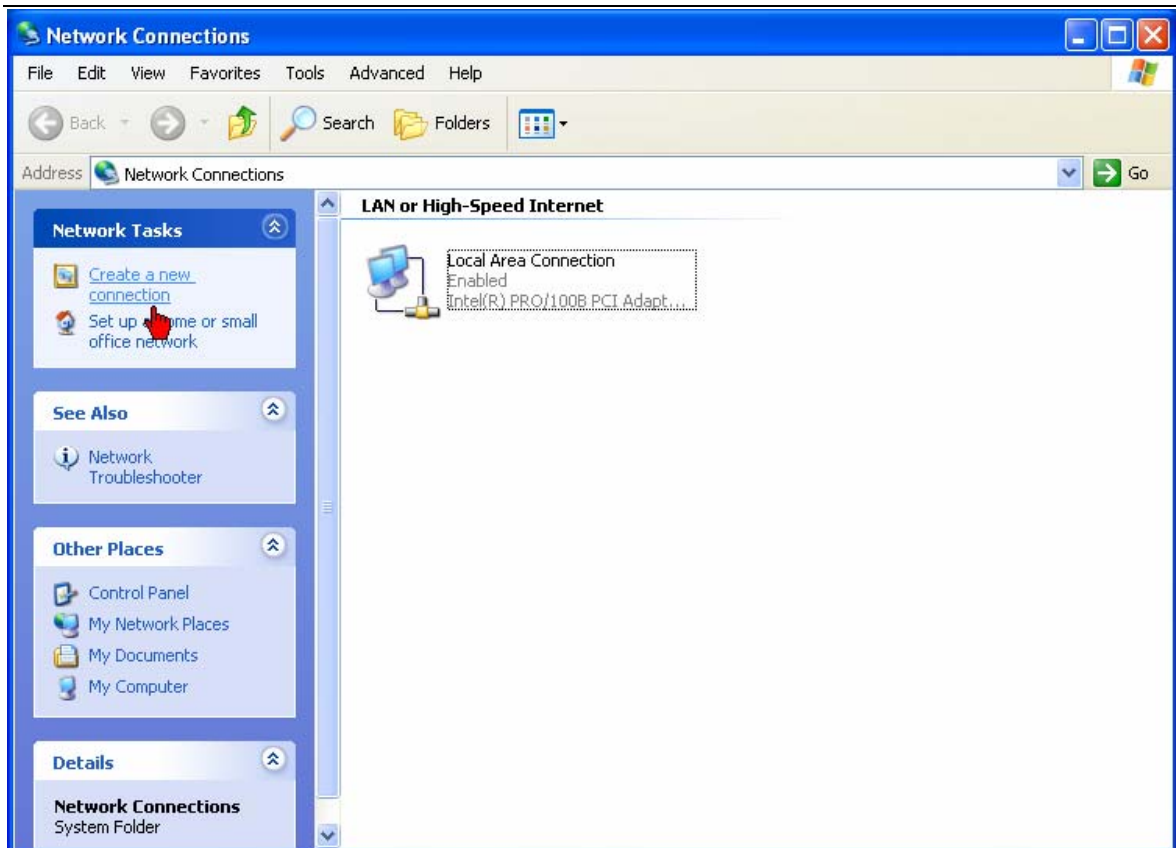 Network Connections
File Edit View Favorites Tools Advanced Help
Back Search Folders
Address Network Connections Go
Network Tasks
Create a new
connection
Set up a home or small
office network
See Also
Network
Troubleshooter
Other Places
Control Panel
My Network Places
My Documents
My Computer
Details
Network Connections
System Folder
LAN or High-Speed Internet
Local Area Connection
Enabled
Intel(R) PRO/100B PCI Adapt...